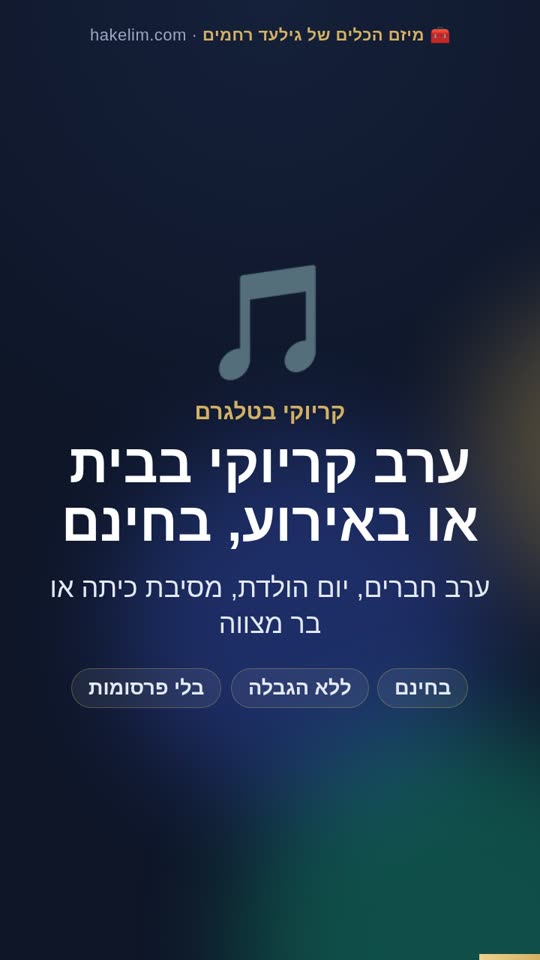 🧰 מיזם הכלים של גילעד רחמים · hakelim.com
קריוקי בטלגרם
ערב קריוקי בבית
או באירוע, בחינם
ערב חברים, יום הולדת, מסיבת כיתה או
בר מצווה
בחינם
ללא הגבלה
בלי פרסומות